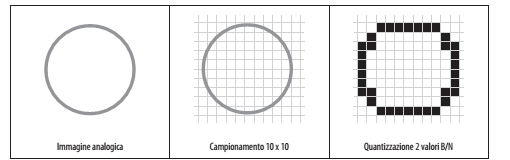 Immagine analogica
Campionamento 10 x 10
Quantizzazione 2 valori B/N